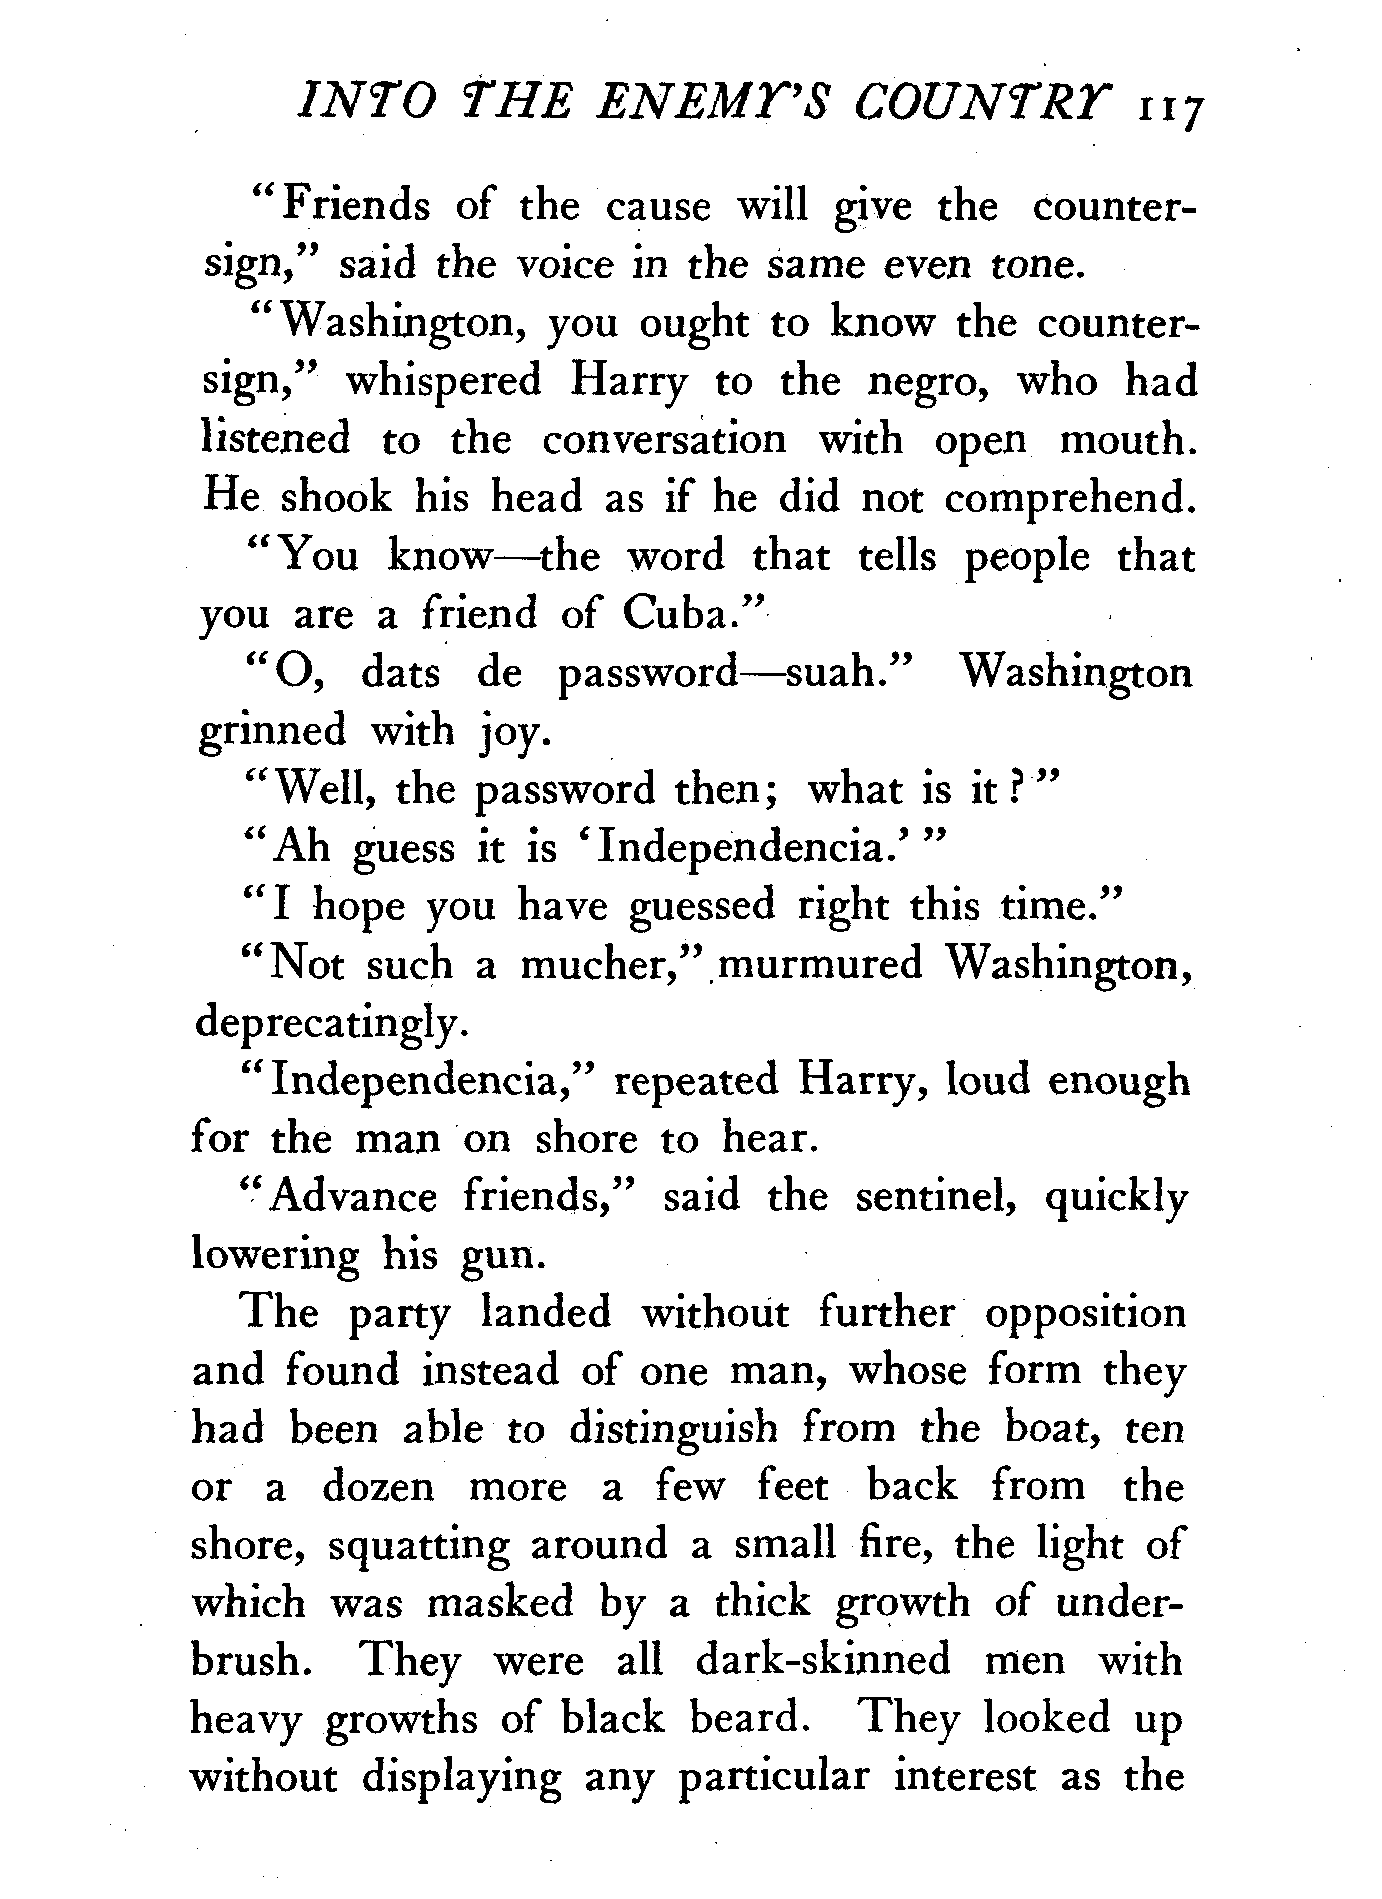 INTO THE ENEMY'S COUNTRY 117
"Friends of the cause will give the counter-
sign," said the voice in the same even tone.
"Washington, you ought to know the counter-
sign," whispered Harry to the negro, who had
listened to the conversation with open mouth.
He shook his head as if he did not comprehend.
"You know—the word that tells people that
you are a friend of Cuba."
"O, dats de password—suah." Washington
grinned with joy.
"Well, the password then; what is it?"
"Ah guess it is 'Independencia.'"
"I hope you have guessed right this time."
"Not such a mucher," murmured Washington,
deprecatingly.
"Independencia," repeated Harry, loud enough
for the man on shore to hear.
"Advance friends," said the sentinel, quickly
lowering his gun.
The party landed without further opposition
and found instead of one man, whose form they
had been able to distinguish from the boat, ten
or a dozen more a few feet back from the
shore, squatting around a small fire, the light of
which was masked by a thick growth of under-
brush. They were all dark-skinned men with
heavy growths of black beard. They looked up
without displaying any particular interest as the